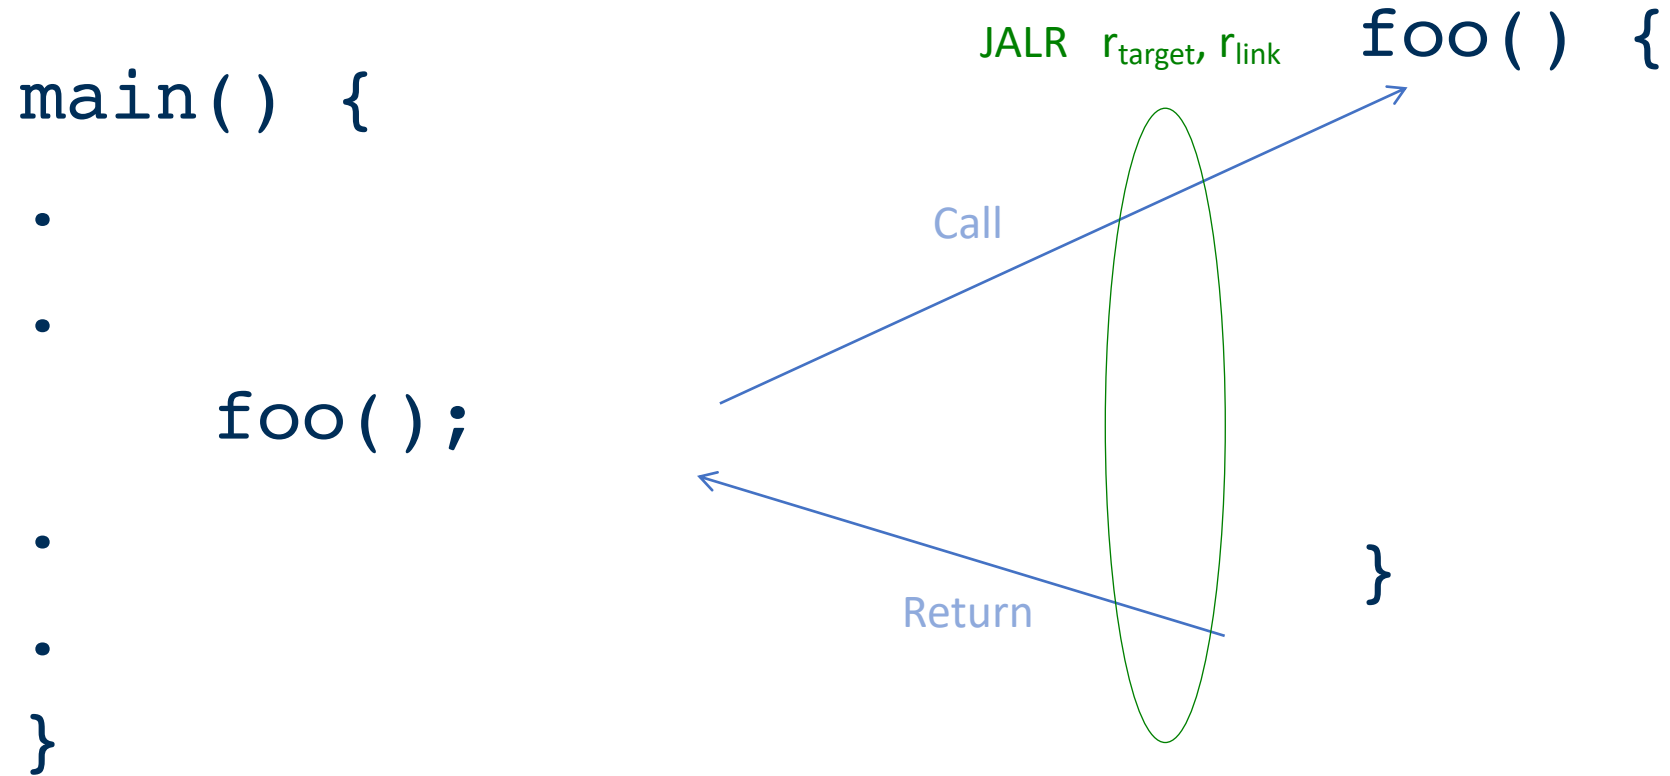 main() {
•
•
foo();
•
•
}
JALR r_target, r_link
Call
Return
foo() {
}